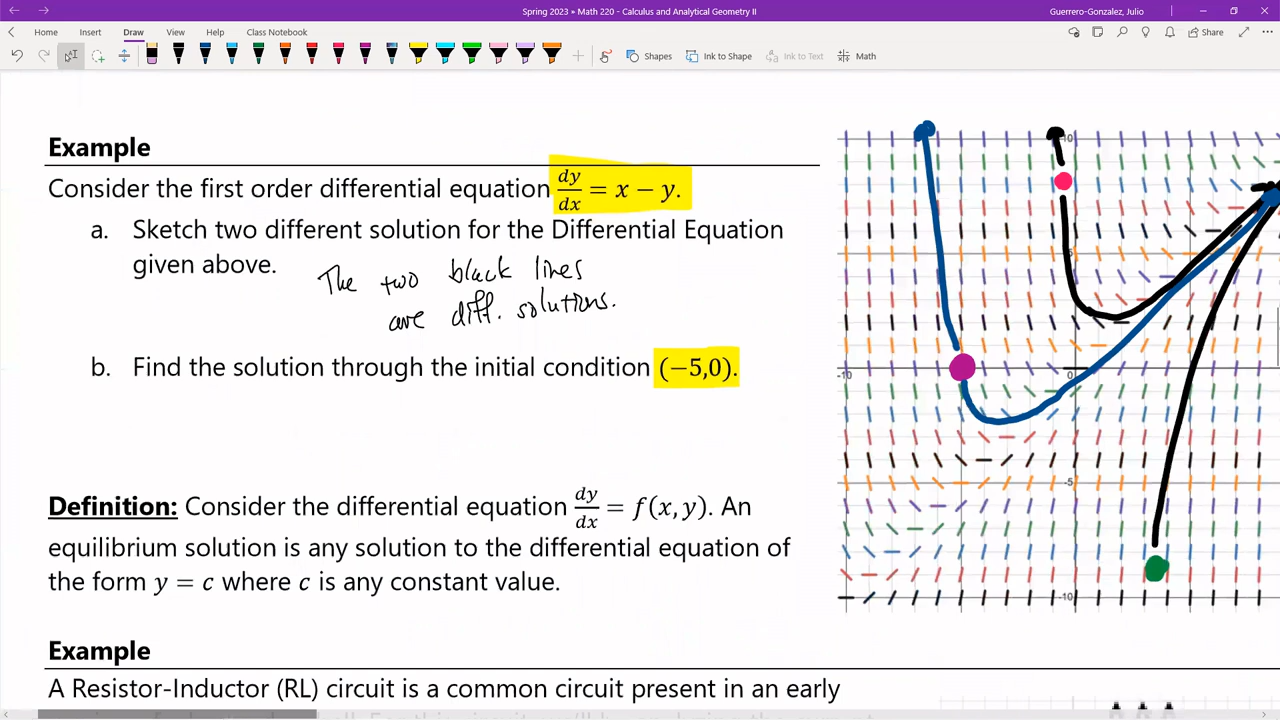 Spring 2023 » Math 220 - Calculus and Analytical Geometry II
Guerrero-Gonzalez, Julio
Home Insert Draw View Help Class Notebook
Share
Shapes Ink to Shape Ink to Text Math
Example
Consider the first order differential equation dy/dx = x − y.
a. Sketch two different solution for the Differential Equation
given above.
The two black lines
are diff. solutions.
b. Find the solution through the initial condition (−5,0).
Definition: Consider the differential equation dy/dx = f(x, y). An
equilibrium solution is any solution to the differential equation of
the form y = c where c is any constant value.
Example
A Resistor-Inductor (RL) circuit is a common circuit present in an early
10
5
-10
0
-5
-10